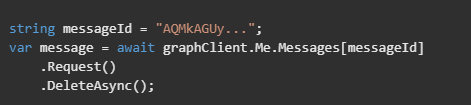 string messageId = "AQMkAGUy...";
var message = await graphClient.Me.Messages[messageId]
    .Request()
    .DeleteAsync();